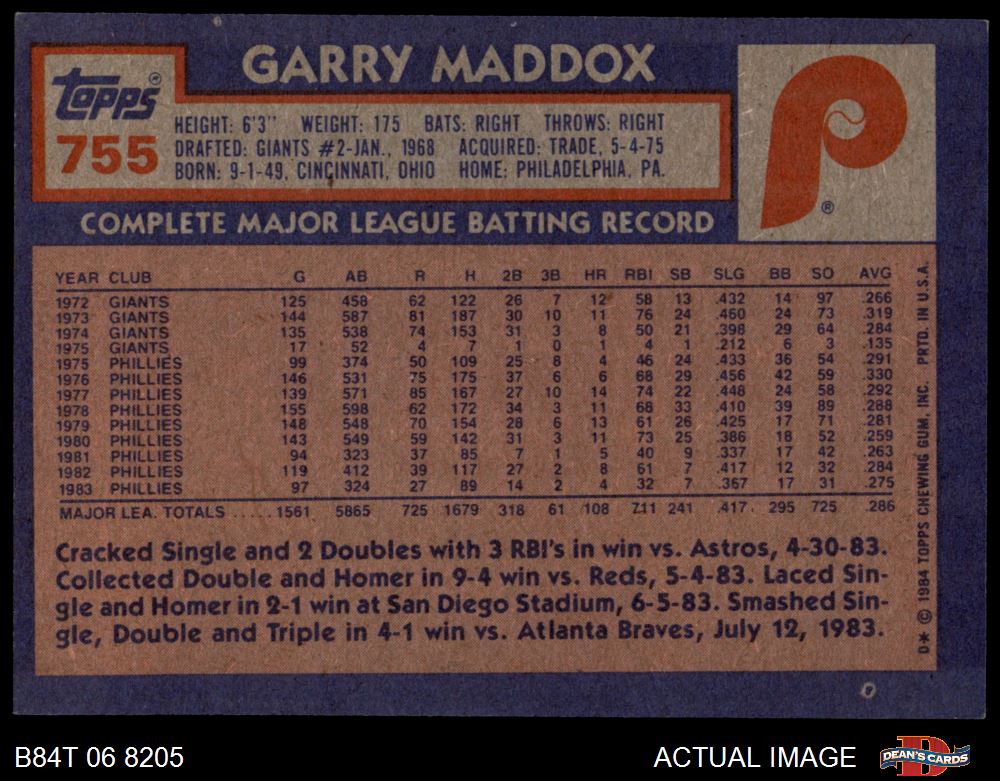 GARRY MADDOX
Topps®
755
HEIGHT: 6'3" WEIGHT: 175 BATS: RIGHT THROWS: RIGHT
DRAFTED: GIANTS #2-JAN., 1968 ACQUIRED: TRADE, 5-4-75
BORN: 9-1-49, CINCINNATI, OHIO HOME: PHILADELPHIA, PA.
P
®
COMPLETE MAJOR LEAGUE BATTING RECORD
YEAR CLUB G AB R H 2B 3B HR RBI SB SLG BB SO AVG
1972 GIANTS 125 458 62 122 26 7 12 58 13 .432 14 97 .266
1973 GIANTS 144 587 81 187 30 10 11 76 24 .460 24 73 .319
1974 GIANTS 135 538 74 153 31 3 8 50 21 .398 29 64 .284
1975 GIANTS 17 52 4 7 1 0 1 4 1 .212 6 3 .135
1975 PHILLIES 99 374 50 109 25 8 4 46 24 .433 36 54 .291
1976 PHILLIES 146 531 75 175 37 6 6 68 29 .456 42 59 .330
1977 PHILLIES 139 571 85 167 27 10 14 74 22 .448 24 58 .292
1978 PHILLIES 155 598 62 172 34 3 11 68 33 .410 39 89 .288
1979 PHILLIES 148 548 70 154 28 6 13 61 26 .425 17 71 .281
1980 PHILLIES 143 549 59 142 31 3 11 73 25 .386 18 52 .259
1981 PHILLIES 94 323 37 85 7 1 5 40 9 .337 17 42 .263
1982 PHILLIES 119 412 39 117 27 2 8 61 7 .417 12 32 .284
1983 PHILLIES 97 324 27 89 14 2 4 32 7 .367 17 31 .275
MAJOR LEA. TOTALS ..... 1561 5865 725 1679 318 61 108 711 241 .417 295 725 .286
Cracked Single and 2 Doubles with 3 RBI's in win vs. Astros, 4-30-83.
Collected Double and Homer in 9-4 win vs. Reds, 5-4-83. Laced Sin-
gle and Homer in 2-1 win at San Diego Stadium, 6-5-83. Smashed Sin-
gle, Double and Triple in 4-1 win vs. Atlanta Braves, July 12, 1983.
D* © 1984 TOPPS CHEWING GUM, INC. PRTD. IN U.S.A.
B84T 06 8205
ACTUAL IMAGE
DEAN'S CARDS